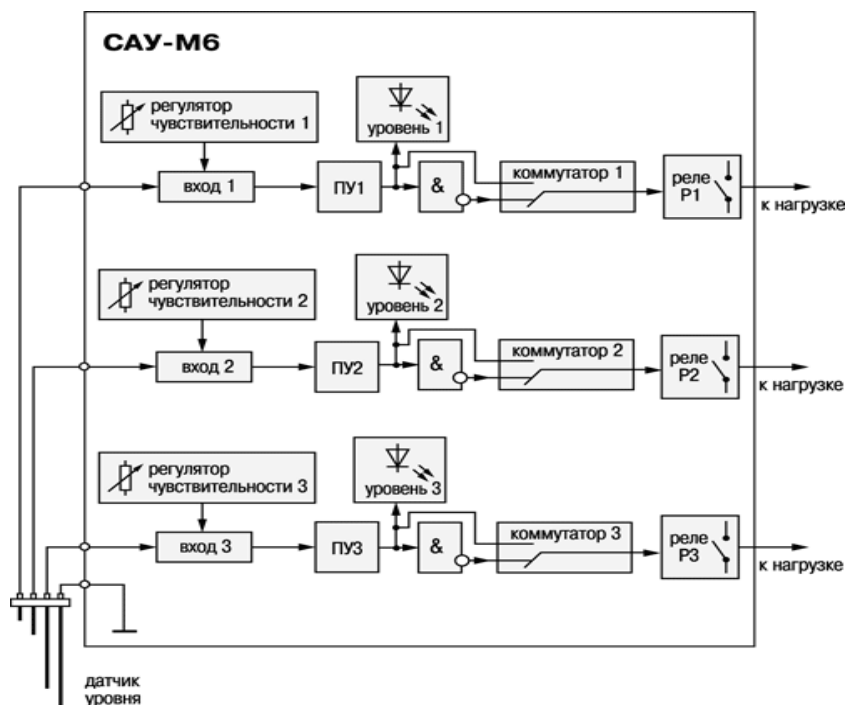 САУ-М6
регулятор
чувствительности 1
уровень 1
вход 1
ПУ1
&
коммутатор 1
реле
Р1
к нагрузке
регулятор
чувствительности 2
уровень 2
вход 2
ПУ2
&
коммутатор 2
реле
Р2
к нагрузке
регулятор
чувствительности 3
уровень 3
вход 3
ПУ3
&
коммутатор 3
реле
Р3
к нагрузке
датчик
уровня